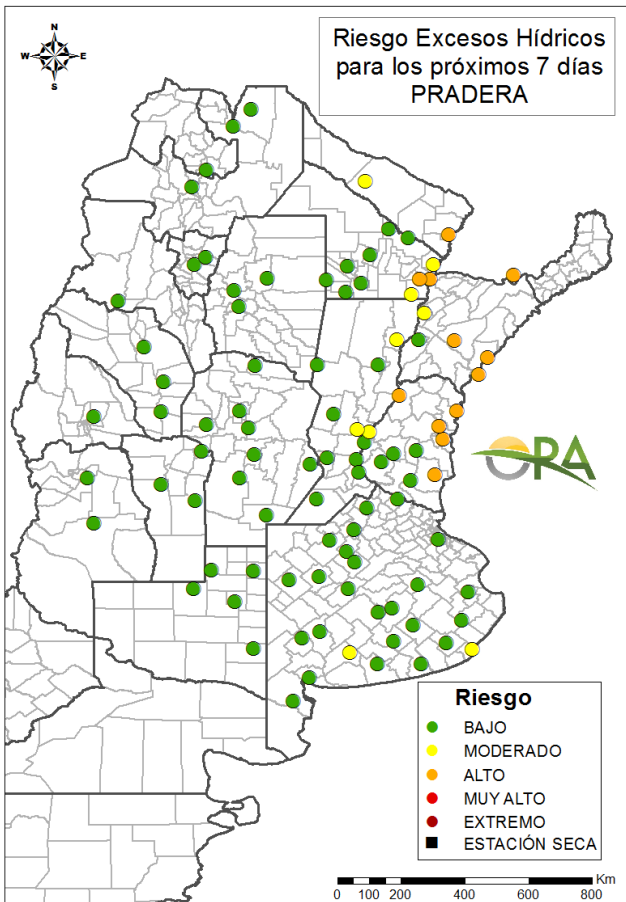 N
W E
S
Riesgo Excesos Hídricos
para los próximos 7 días
PRADERA
ORA
Riesgo
BAJO
MODERADO
ALTO
MUY ALTO
EXTREMO
ESTACIÓN SECA
Km
0 100 200 400 600 800